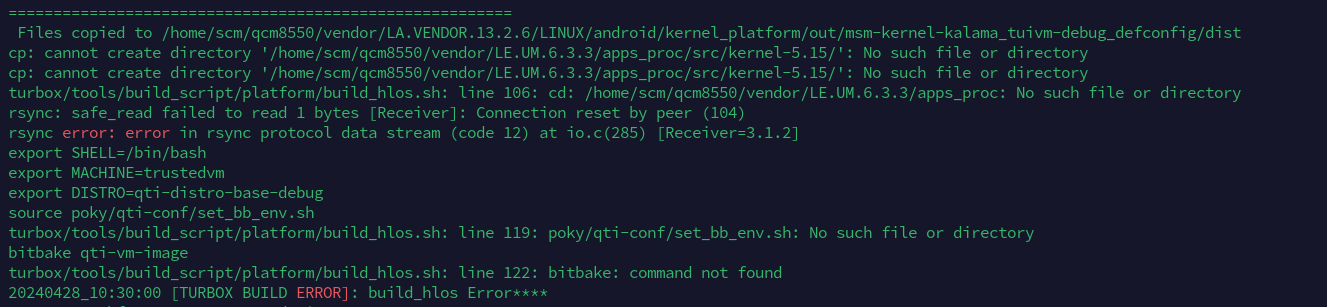 ========================================================
 Files copied to /home/scm/qcm8550/vendor/LA.VENDOR.13.2.6/LINUX/android/kernel_platform/out/msm-kernel-kalama_tuivm-debug_defconfig/dist
cp: cannot create directory '/home/scm/qcm8550/vendor/LE.UM.6.3.3/apps_proc/src/kernel-5.15/': No such file or directory
cp: cannot create directory '/home/scm/qcm8550/vendor/LE.UM.6.3.3/apps_proc/src/kernel-5.15/': No such file or directory
turbox/tools/build_script/platform/build_hlos.sh: line 106: cd: /home/scm/qcm8550/vendor/LE.UM.6.3.3/apps_proc: No such file or directory
rsync: safe_read failed to read 1 bytes [Receiver]: Connection reset by peer (104)
rsync error: error in rsync protocol data stream (code 12) at io.c(285) [Receiver=3.1.2]
export SHELL=/bin/bash
export MACHINE=trustedvm
export DISTRO=qti-distro-base-debug
source poky/qti-conf/set_bb_env.sh
turbox/tools/build_script/platform/build_hlos.sh: line 119: poky/qti-conf/set_bb_env.sh: No such file or directory
bitbake qti-vm-image
turbox/tools/build_script/platform/build_hlos.sh: line 122: bitbake: command not found
20240428_10:30:00 [TURBOX BUILD ERROR]: build_hlos Error****